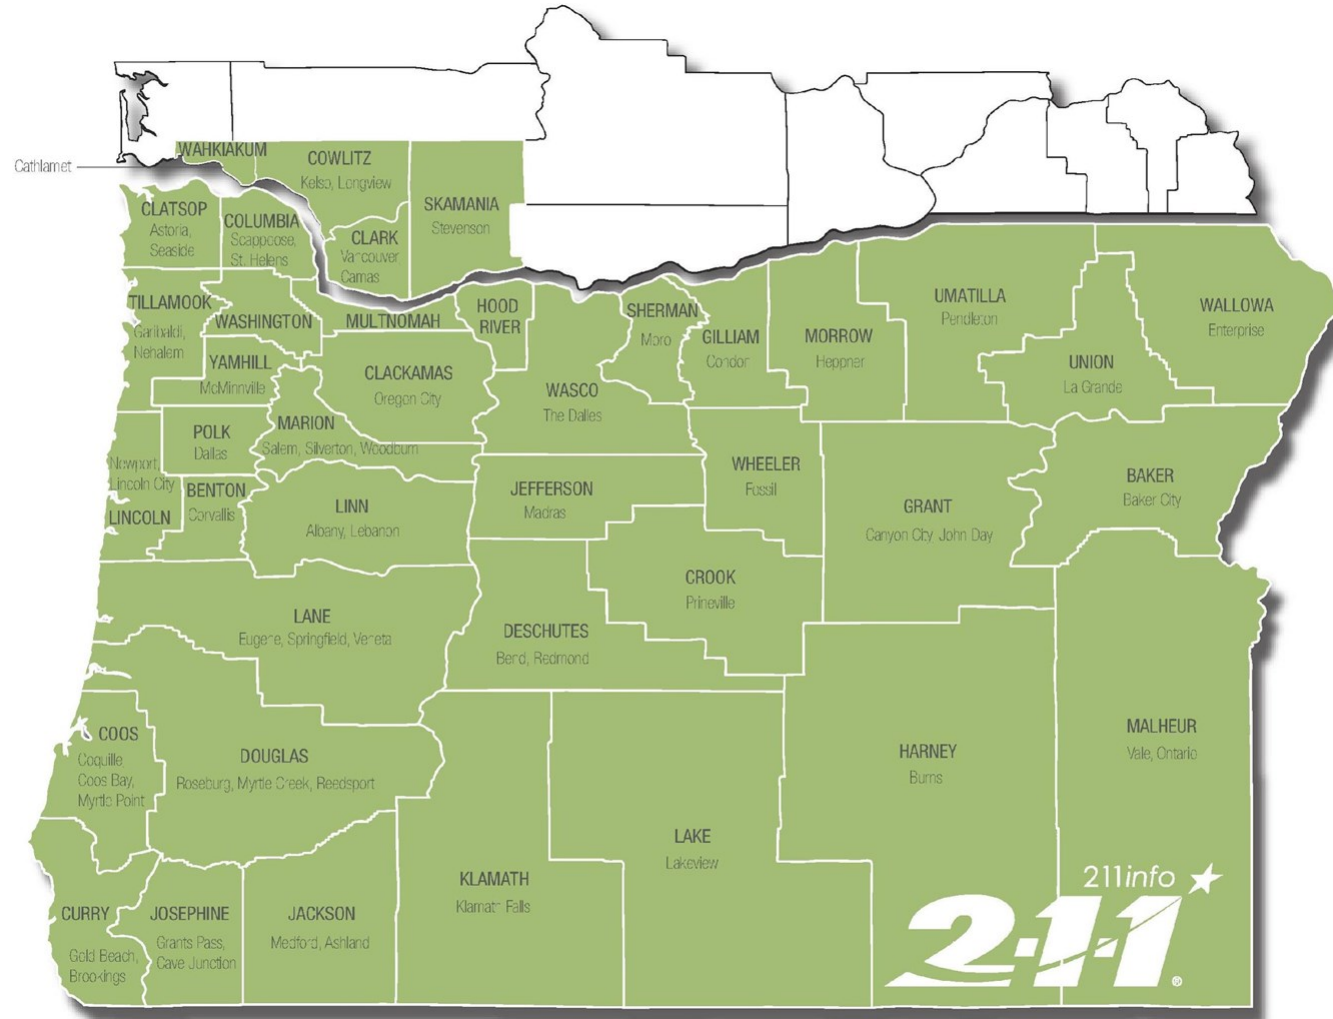 WAHKIAKUM
Cathlamet
COWLITZ
Kelso, Longview
SKAMANIA
Stevenson
CLARK
Vancouver
Camas
CLATSOP
Astoria,
Seaside
COLUMBIA
Scappoose,
St. Helens
TILLAMOOK
Garibaldi,
Nehalem
WASHINGTON
MULTNOMAH
HOOD
RIVER
SHERMAN
Moro
GILLIAM
Condon
MORROW
Heppner
UMATILLA
Pendleton
UNION
La Grande
WALLOWA
Enterprise
YAMHILL
McMinnville
CLACKAMAS
Oregon City
WASCO
The Dalles
POLK
Dallas
MARION
Salem, Silverton, Woodburn
Newport,
Lincoln City
LINCOLN
BENTON
Corvallis
LINN
Albany, Lebanon
JEFFERSON
Madras
WHEELER
Fossil
GRANT
Canyon City, John Day
BAKER
Baker City
CROOK
Prineville
LANE
Eugene, Springfield, Veneta
DESCHUTES
Bend, Redmond
COOS
Coquille,
Coos Bay,
Myrtle Point
DOUGLAS
Roseburg, Myrtle Creek, Reedsport
HARNEY
Burns
MALHEUR
Vale, Ontario
LAKE
Lakeview
KLAMATH
Klamath Falls
CURRY
Gold Beach,
Brookings
JOSEPHINE
Grants Pass,
Cave Junction
JACKSON
Medford, Ashland
211info
2-1-1®